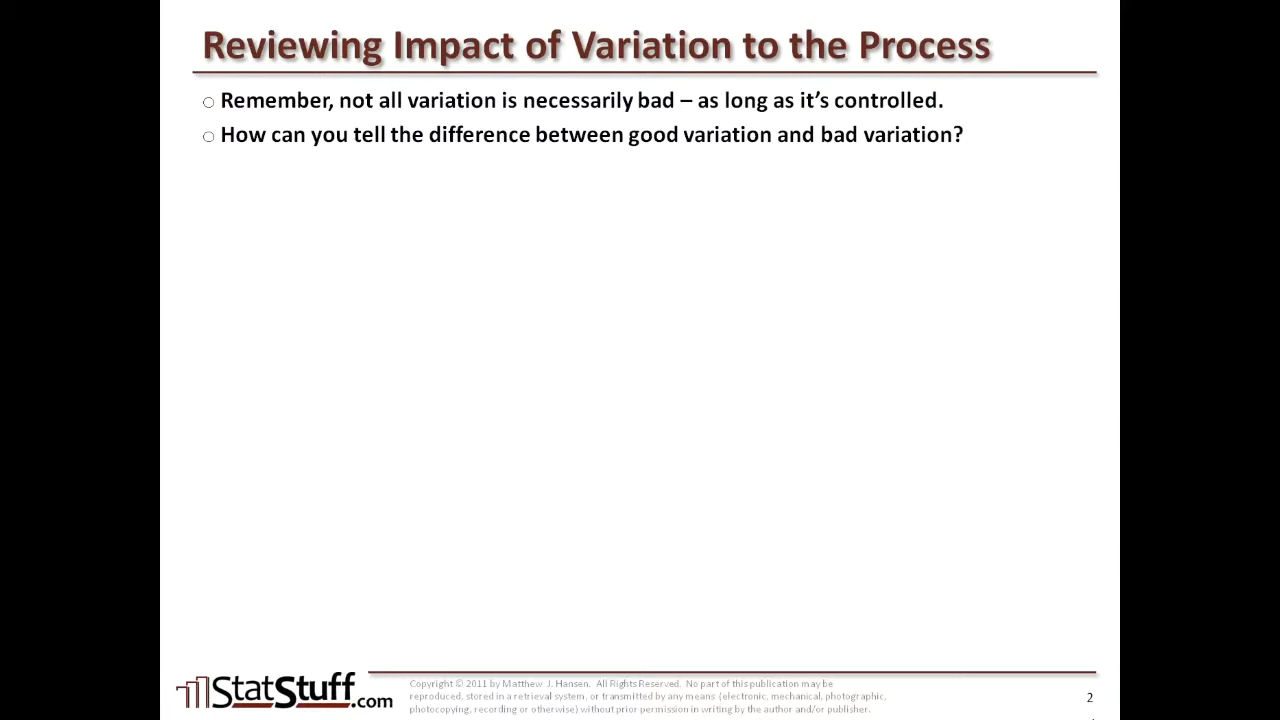 Reviewing Impact of Variation to the Process
Remember, not all variation is necessarily bad – as long as it’s controlled.
How can you tell the difference between good variation and bad variation?
StatStuff.com
Copyright © 2011 by Matthew J. Hansen. All Rights Reserved. No part of this publication may be
reproduced, stored in a retrieval system, or transmitted by any means (electronic, mechanical, photographic,
photocopying, recording or otherwise) without prior permission in writing by the author and/or publisher.
2